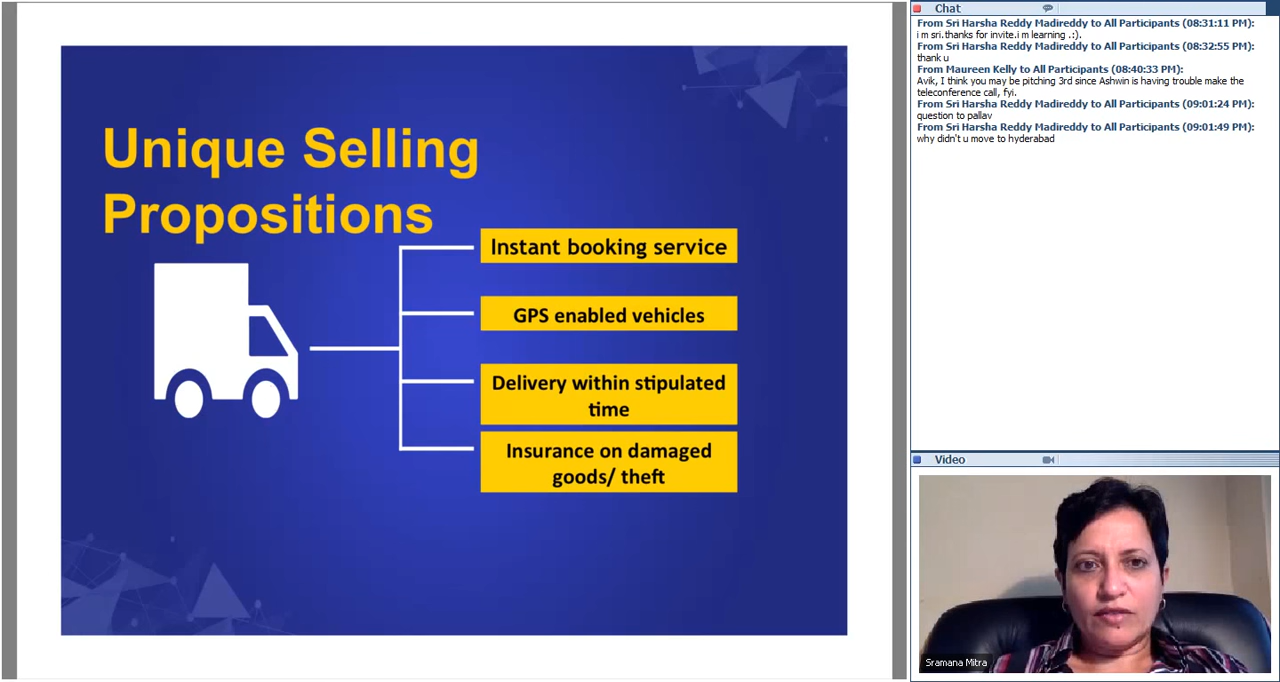 Unique Selling
Propositions
Instant booking service
GPS enabled vehicles
Delivery within stipulated
time
Insurance on damaged
goods/ theft
Chat
From Sri Harsha Reddy Madireddy to All Participants (08:31:11 PM):
i m sri.thanks for invite.i m learning .:).
From Sri Harsha Reddy Madireddy to All Participants (08:32:55 PM):
thank u
From Maureen Kelly to All Participants (08:40:33 PM):
Avik, I think you may be pitching 3rd since Ashwin is having trouble make the
teleconference call, fyi.
From Sri Harsha Reddy Madireddy to All Participants (09:01:24 PM):
question to pallav
From Sri Harsha Reddy Madireddy to All Participants (09:01:49 PM):
why didn't u move to hyderabad
Video
Sramana Mitra